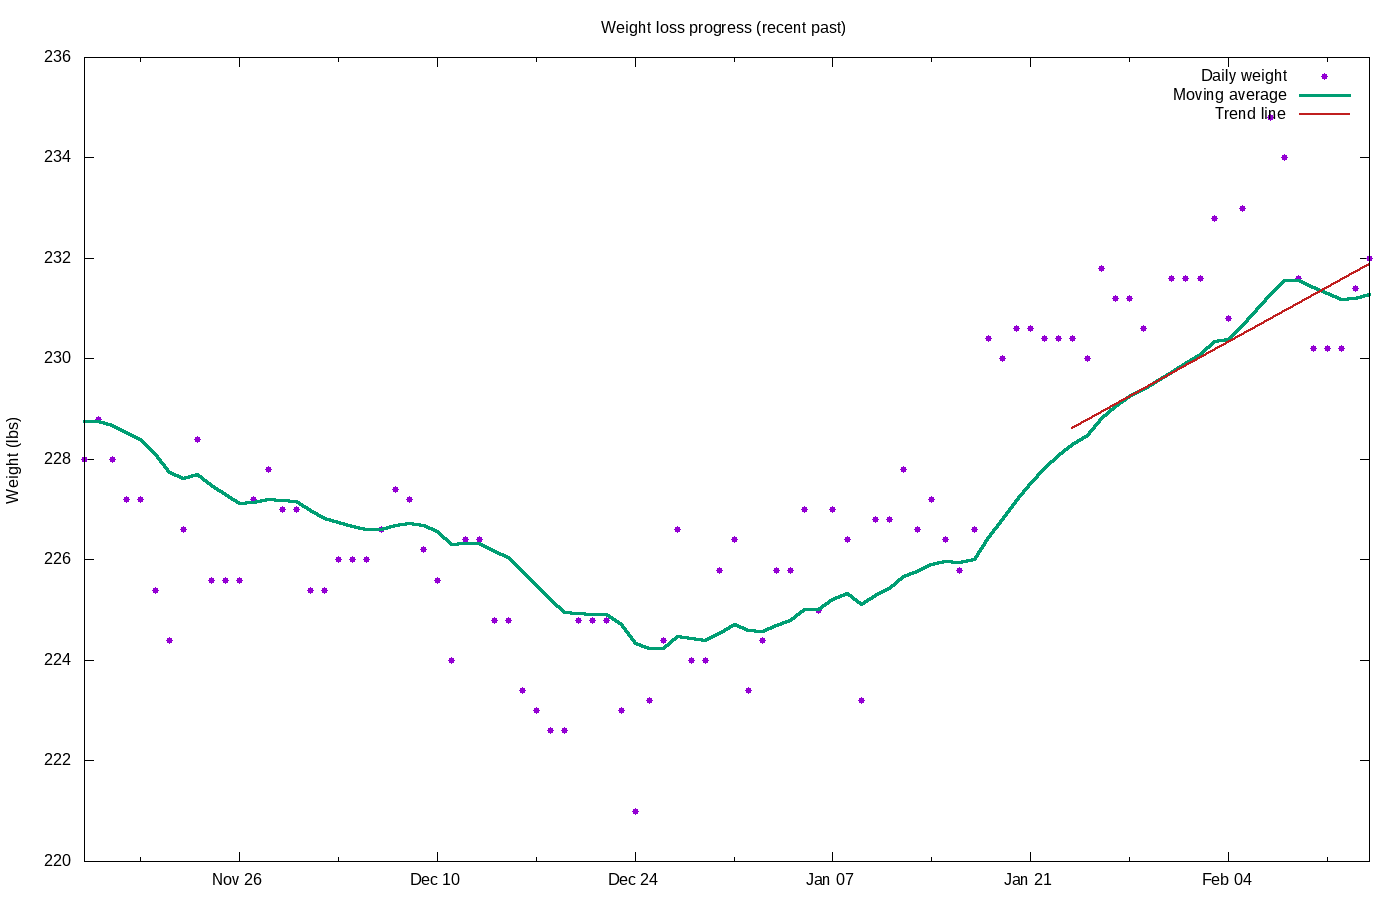 Weight loss progress (recent past)
236
234
232
230
228
226
224
222
220
Weight (lbs)
Daily weight
Moving average
Trend line
Nov 26
Dec 10
Dec 24
Jan 07
Jan 21
Feb 04